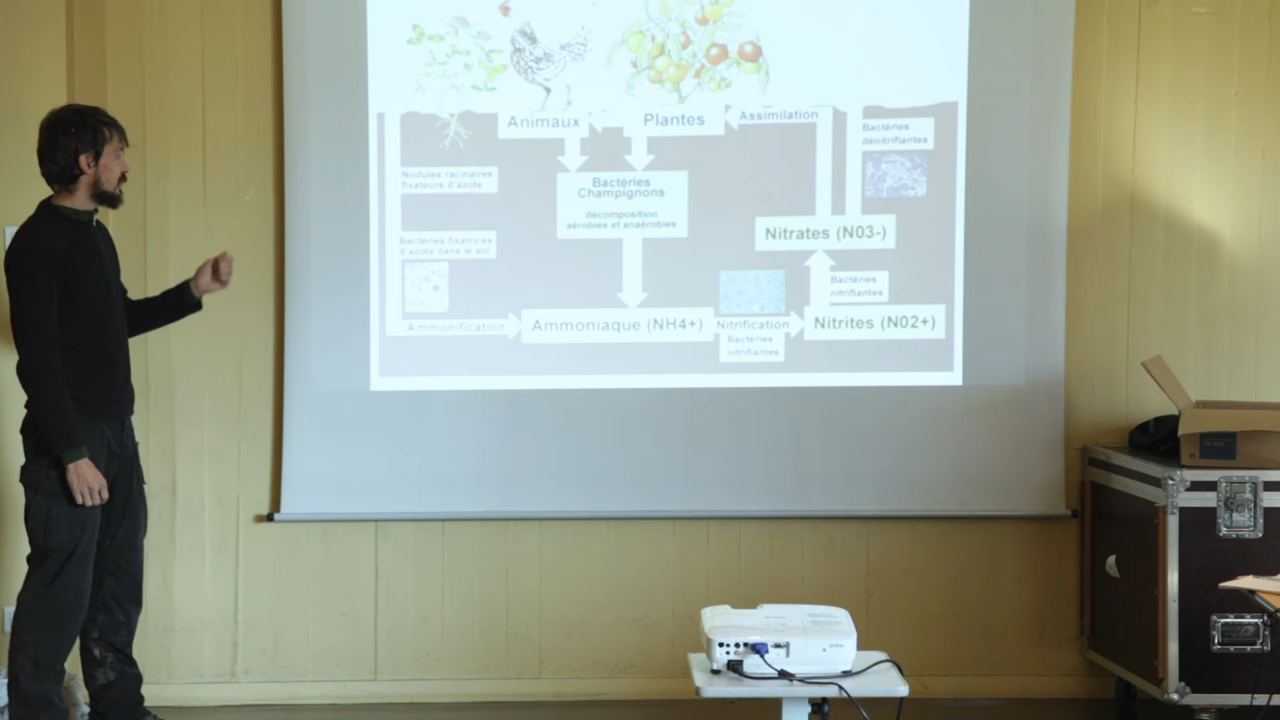 Animaux
Plantes
Assimilation
Bactéries
dénitrifiantes
Nodules racinaires
fixateurs d'azote
Bactéries
Champignons
décomposition
aérobies et anaérobies
Nitrates (N03-)
Bactéries fixatrices
d'azote dans le sol
Bactéries
nitrifiantes
Ammonification
Ammoniaque (NH4+)
Nitrification
Nitrites (N02+)
Bactéries
nitrifiantes